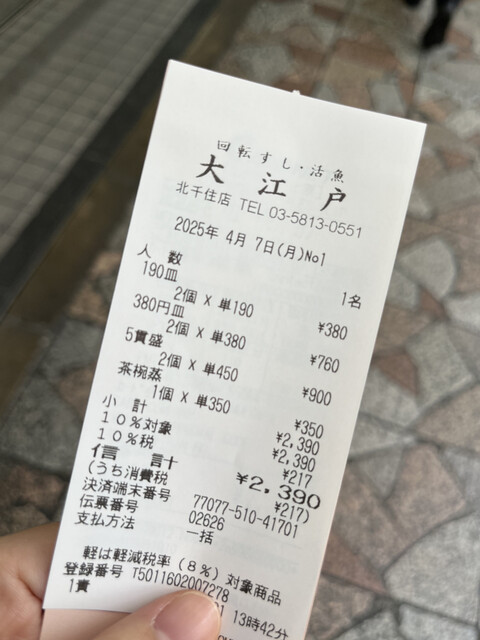 回転すし・活魚
大江戸
北千住店 TEL 03-5813-0551
2025年 4月 7日(月)No1
人 数 1名
190皿
2個 X 単190 ¥380
380円皿
2個 X 単380 ¥760
5貫盛
2個 X 単450 ¥900
茶碗蒸
1個 X 単350 ¥350
小 計 ¥2,390
10%対象 ¥2,390
10%税 ¥217
信 計 ¥2,390
(うち消費税 ¥217)
決済端末番号 77077-510-41701
伝票番号 02626
支払方法 一括
軽は軽減税率(8%)対象商品
登録番号 T5011602007278
1責 13時42分